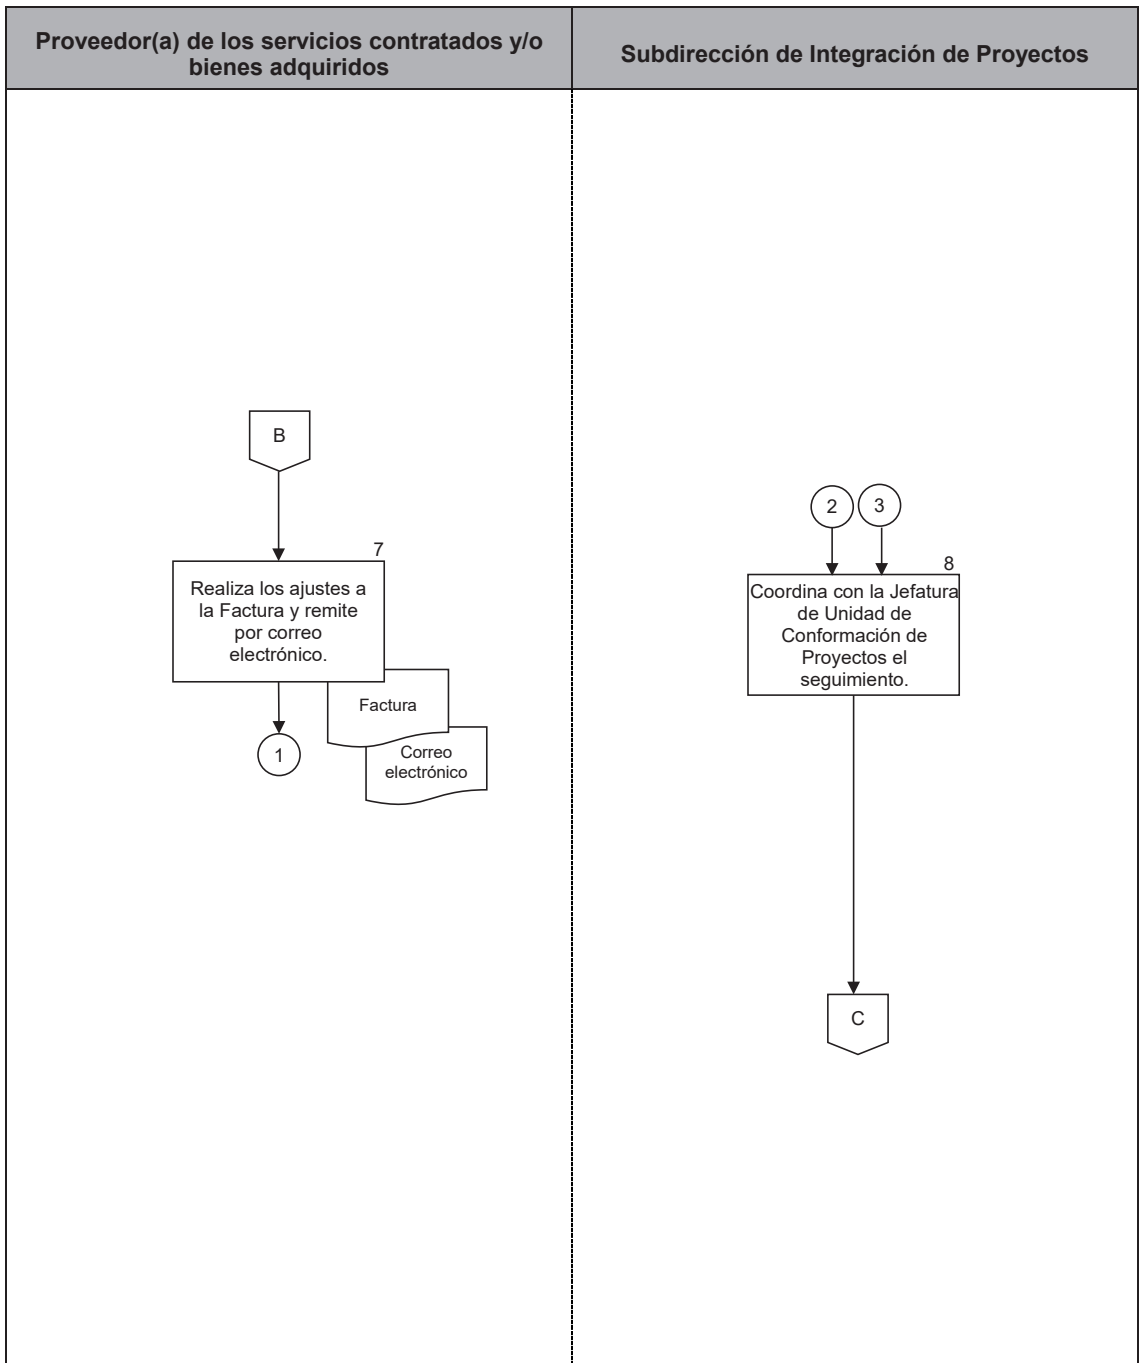 Proveedor(a) de los servicios contratados y/o
bienes adquiridos
Subdirección de Integración de Proyectos
B
7
Realiza los ajustes a
la Factura y remite
por correo
electrónico.
Factura
Correo
electrónico
1
2
3
8
Coordina con la Jefatura
de Unidad de
Conformación de
Proyectos el
seguimiento.
C